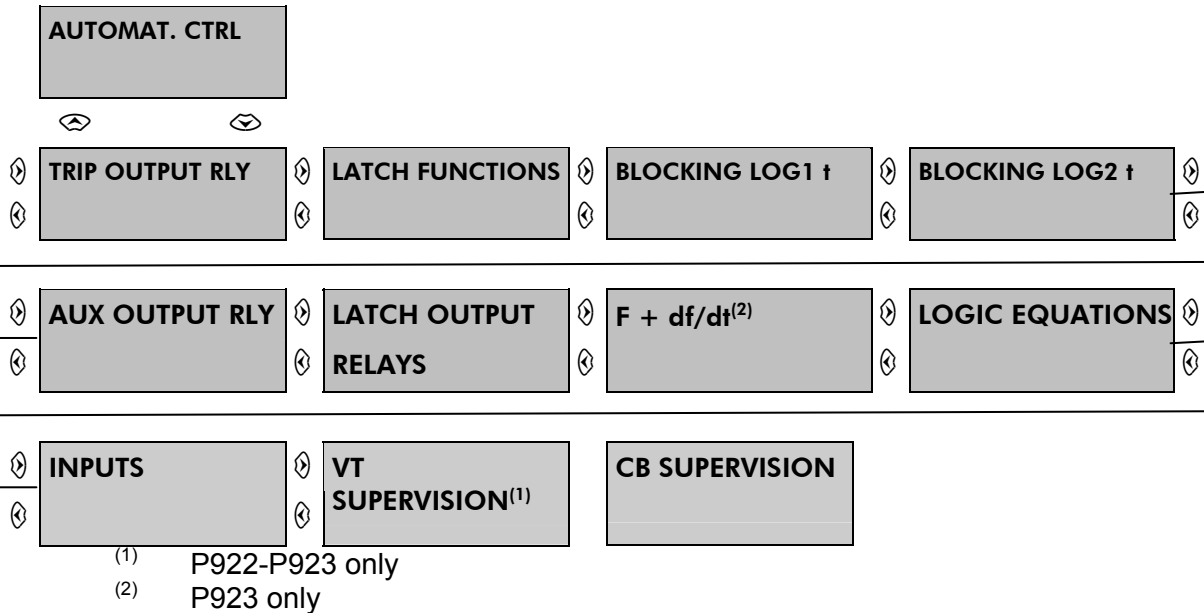 AUTOMAT. CTRL
TRIP OUTPUT RLY
LATCH FUNCTIONS
BLOCKING LOG1 t
BLOCKING LOG2 t
AUX OUTPUT RLY
LATCH OUTPUT
RELAYS
F + df/dt(2)
LOGIC EQUATIONS
INPUTS
VT
SUPERVISION(1)
CB SUPERVISION
(1) P922-P923 only
(2) P923 only